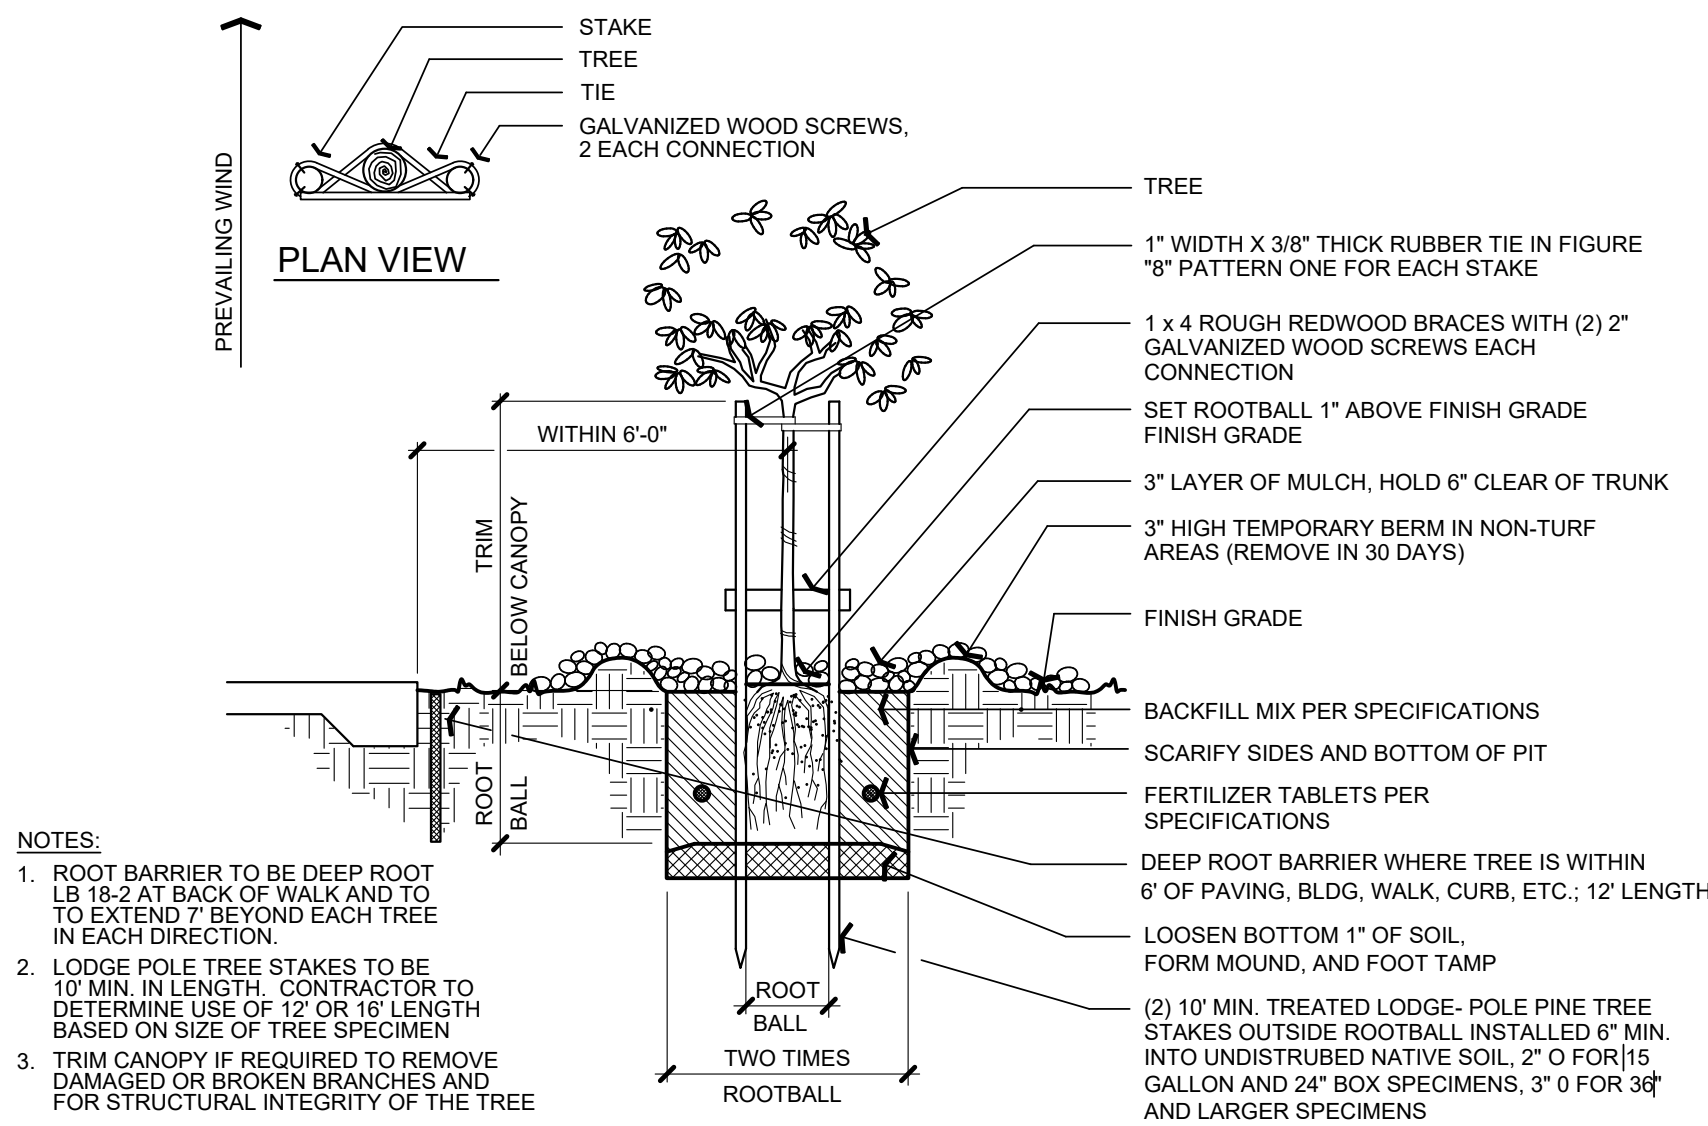 STAKE
TREE
TIE
GALVANIZED WOOD SCREWS,
2 EACH CONNECTION
PREVAILING WIND
PLAN VIEW
TREE
1" WIDTH X 3/8" THICK RUBBER TIE IN FIGURE
"8" PATTERN ONE FOR EACH STAKE
1 x 4 ROUGH REDWOOD BRACES WITH (2) 2"
GALVANIZED WOOD SCREWS EACH
CONNECTION
SET ROOTBALL 1" ABOVE FINISH GRADE
FINISH GRADE
3" LAYER OF MULCH, HOLD 6" CLEAR OF TRUNK
3" HIGH TEMPORARY BERM IN NON-TURF
AREAS (REMOVE IN 30 DAYS)
FINISH GRADE
BACKFILL MIX PER SPECIFICATIONS
SCARIFY SIDES AND BOTTOM OF PIT
FERTILIZER TABLETS PER
SPECIFICATIONS
DEEP ROOT BARRIER WHERE TREE IS WITHIN
6' OF PAVING, BLDG, WALK, CURB, ETC.; 12' LENGTH
LOOSEN BOTTOM 1" OF SOIL,
FORM MOUND, AND FOOT TAMP
(2) 10' MIN. TREATED LODGE- POLE PINE TREE
STAKES OUTSIDE ROOTBALL INSTALLED 6" MIN.
INTO UNDISTRUBED NATIVE SOIL, 2" O FOR 15
GALLON AND 24" BOX SPECIMENS, 3" 0 FOR 36"
AND LARGER SPECIMENS
WITHIN 6'-0"
TRIM
BELOW CANOPY
ROOT
BALL
ROOT
BALL
TWO TIMES
ROOTBALL
NOTES:
1. ROOT BARRIER TO BE DEEP ROOT
LB 18-2 AT BACK OF WALK AND TO
TO EXTEND 7' BEYOND EACH TREE
IN EACH DIRECTION.
2. LODGE POLE TREE STAKES TO BE
10' MIN. IN LENGTH. CONTRACTOR TO
DETERMINE USE OF 12' OR 16' LENGTH
BASED ON SIZE OF TREE SPECIMEN
3. TRIM CANOPY IF REQUIRED TO REMOVE
DAMAGED OR BROKEN BRANCHES AND
FOR STRUCTURAL INTEGRITY OF THE TREE